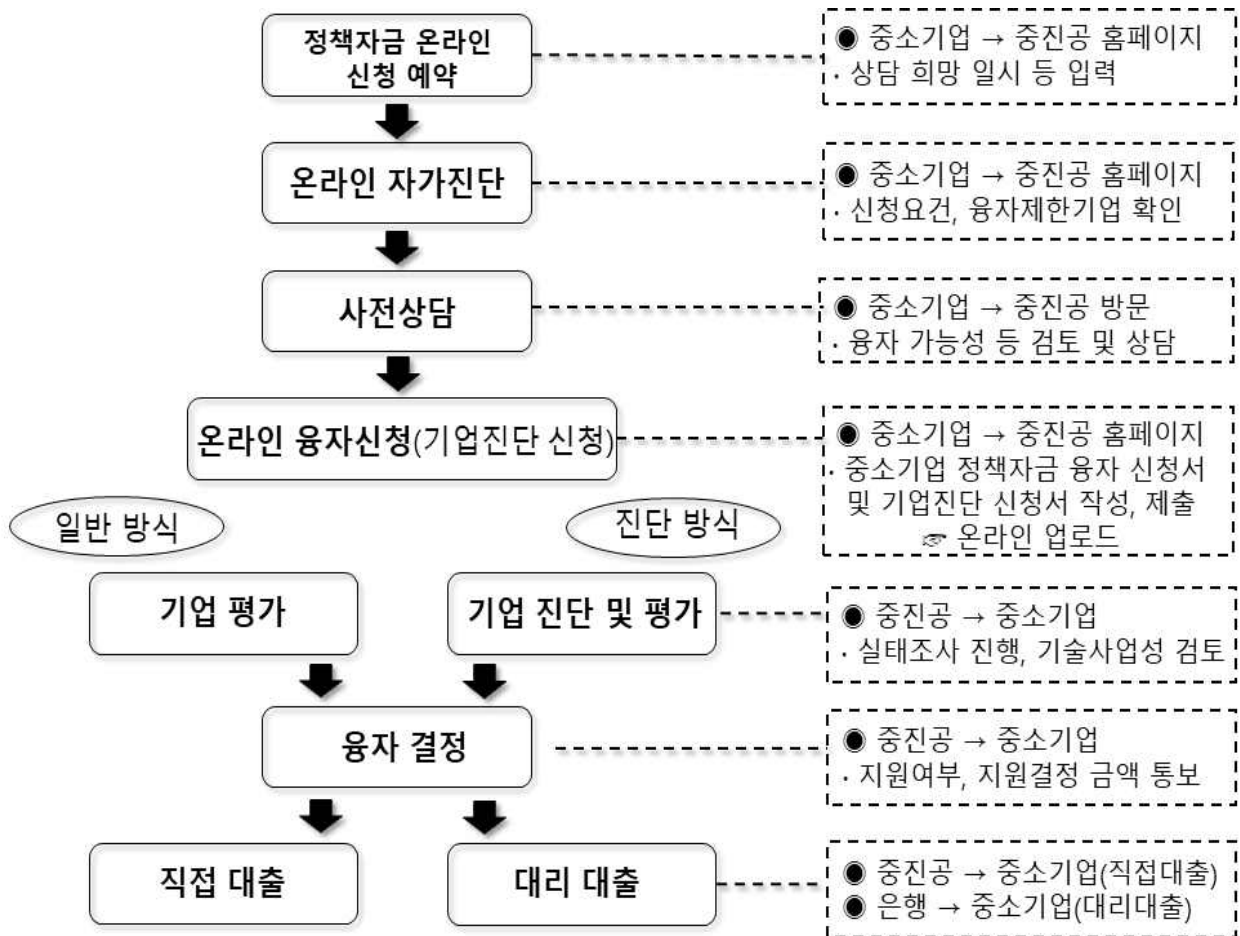 정책자금 온라인
신청 예약
◉ 중소기업 → 중진공 홈페이지
· 상담 희망 일시 등 입력
온라인 자가진단
◉ 중소기업 → 중진공 홈페이지
· 신청요건, 융자제한기업 확인
사전상담
◉ 중소기업 → 중진공 방문
· 융자 가능성 등 검토 및 상담
온라인 융자신청(기업진단 신청)
◉ 중소기업 → 중진공 홈페이지
· 중소기업 정책자금 융자 신청서
및 기업진단 신청서 작성, 제출
☞ 온라인 업로드
일반 방식
진단 방식
기업 평가
기업 진단 및 평가
◉ 중진공 → 중소기업
· 실태조사 진행, 기술사업성 검토
융자 결정
◉ 중진공 → 중소기업
· 지원여부, 지원결정 금액 통보
직접 대출
대리 대출
◉ 중진공 → 중소기업(직접대출)
◉ 은행 → 중소기업(대리대출)